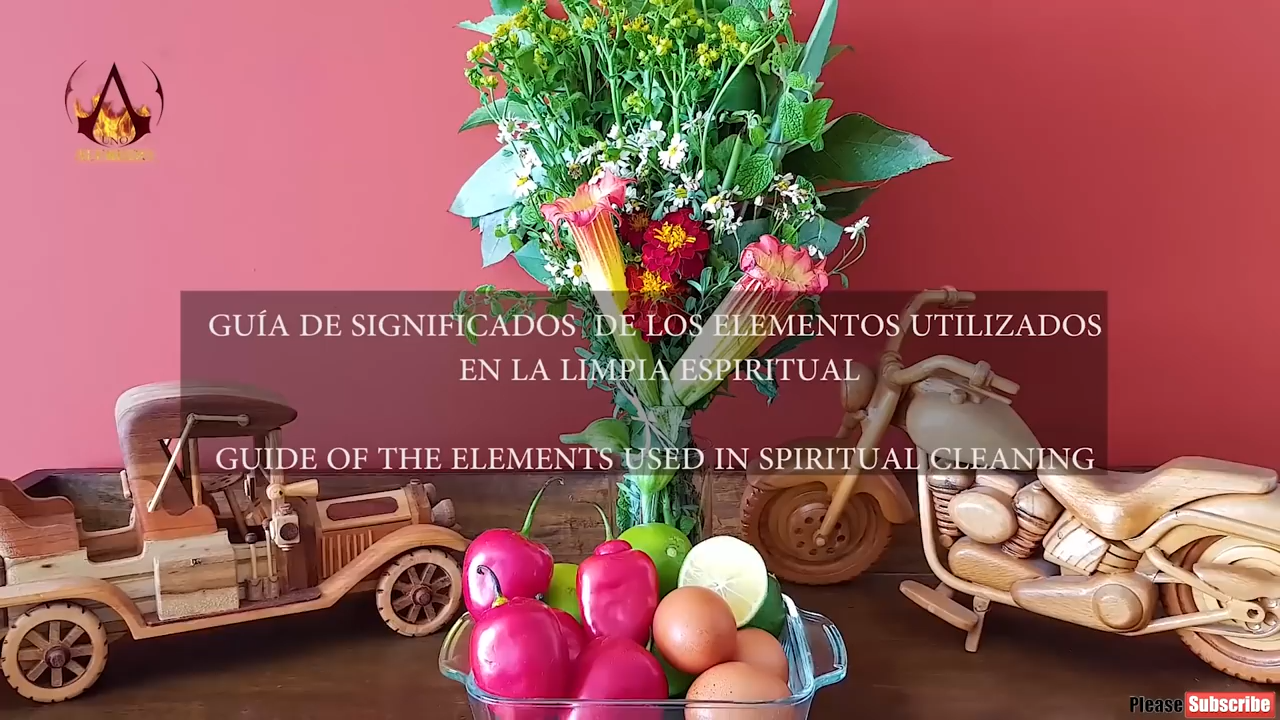 UNO
GUÍA DE SIGNIFICADOS DE LOS ELEMENTOS UTILIZADOS
EN LA LIMPIA ESPIRITUAL
GUIDE OF THE ELEMENTS USED IN SPIRITUAL CLEANING
Please Subscribe